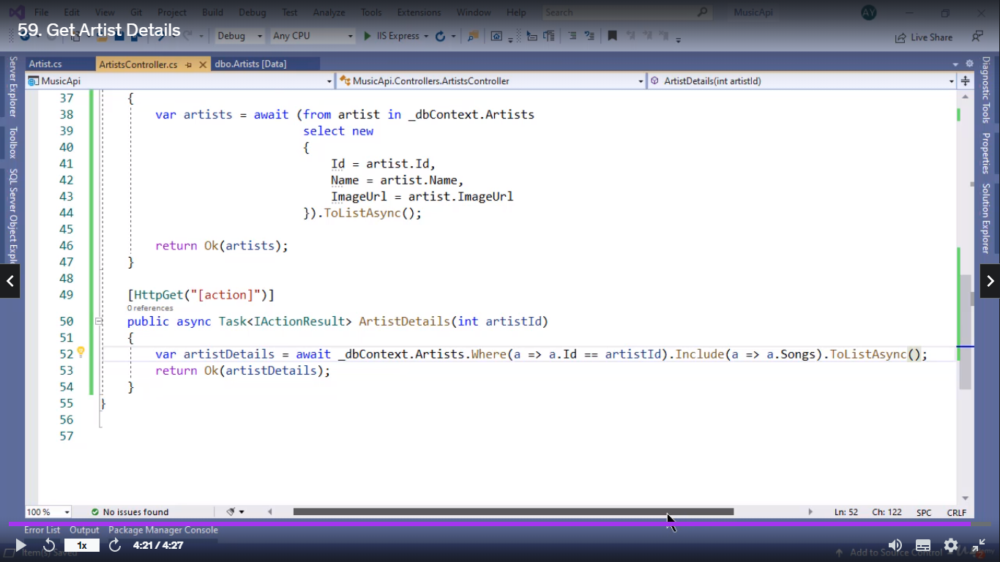 File Edit View Git Project Build Debug Test Analyze Tools Extensions Window Help Search MusicApi AY
59. Get Artist Details
Debug Any CPU IIS Express Live Share
Artist.cs ArtistsController.cs dbo.Artists [Data]
MusicApi MusicApi.Controllers.ArtistsController ArtistDetails(int artistId)
Server Explorer
Toolbox
SQL Server Object Explo
Diagnostic Tools
Properties
Solution Explorer
37 {
38 var artists = await (from artist in _dbContext.Artists
39 select new
40 {
41 Id = artist.Id,
42 Name = artist.Name,
43 ImageUrl = artist.ImageUrl
44 }).ToListAsync();
45
46 return Ok(artists);
47 }
48
49 [HttpGet("[action]")]
0 references
50 public async Task<IActionResult> ArtistDetails(int artistId)
51 {
52 var artistDetails = await _dbContext.Artists.Where(a => a.Id == artistId).Include(a => a.Songs).ToListAsync();
53 return Ok(artistDetails);
54 }
55 }
56
57
100 % No issues found Ln: 52 Ch: 122 SPC CRLF
Error List Output Package Manager Console
1x 4:21 / 4:27
Item(s) Saved Add to Source Control